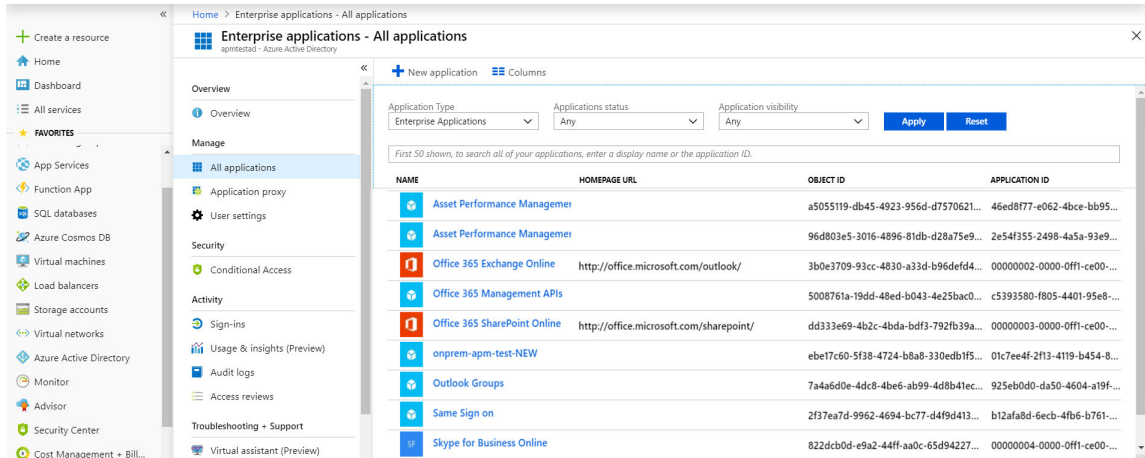 Create a resource
Home
Dashboard
All services
FAVORITES
App Services
Function App
SQL databases
Azure Cosmos DB
Virtual machines
Load balancers
Storage accounts
Virtual networks
Azure Active Directory
Monitor
Advisor
Security Center
Cost Management + Bill...
Home > Enterprise applications - All applications
Enterprise applications - All applications
apmtestad - Azure Active Directory
Overview
Overview
Manage
All applications
Application proxy
User settings
Security
Conditional Access
Activity
Sign-ins
Usage & insights (Preview)
Audit logs
Access reviews
Troubleshooting + Support
Virtual assistant (Preview)
New application Columns
Application Type Applications status Application visibility
Enterprise Applications Any Any Apply Reset
First 50 shown, to search all of your applications, enter a display name or the application ID.
NAME HOMEPAGE URL OBJECT ID APPLICATION ID
Asset Performance Managemer a5055119-db45-4923-956d-d7570621... 46ed8f77-e062-4bce-bb95...
Asset Performance Managemer 96d803e5-3016-4896-81db-d28a75e9... 2e54f355-2498-4a5a-93e9...
Office 365 Exchange Online http://office.microsoft.com/outlook/ 3b0e3709-93cc-4830-a33d-b96defd4... 00000002-0000-0ff1-ce00-...
Office 365 Management APIs 5008761a-19dd-48ed-b043-4e25bac0... c5393580-f805-4401-95e8-...
Office 365 SharePoint Online http://office.microsoft.com/sharepoint/ dd333e69-4b2c-4bda-bdf3-792fb39a... 00000003-0000-0ff1-ce00-...
onprem-apm-test-NEW ebe17c60-5f38-4724-b8a8-330edb1f5... 01c7ee4f-2f13-4119-b454-8...
Outlook Groups 7a4a6d0e-4dc8-4be6-ab99-4d8b41ec... 925eb0d0-da50-4604-a19f-...
Same Sign on 2f37ea7d-9962-4694-bc77-d4f9d413... b12afa8d-6ecb-4fb6-b761-...
SF Skype for Business Online 822dcb0d-e9a2-44ff-aa0c-65d94227... 00000004-0000-0ff1-ce00-...